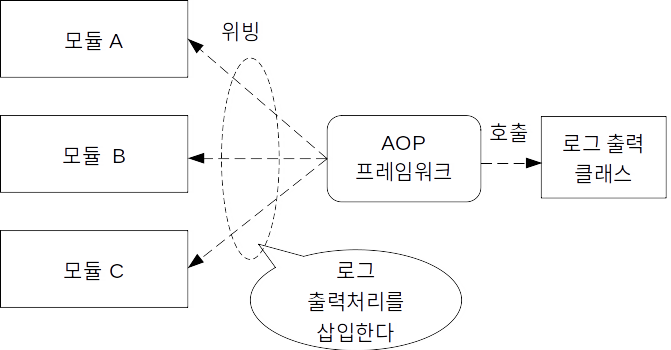 모듈 A
위빙
모듈 B
AOP
프레임워크
호출
로그 출력
클래스
모듈 C
로그
출력처리를
삽입한다